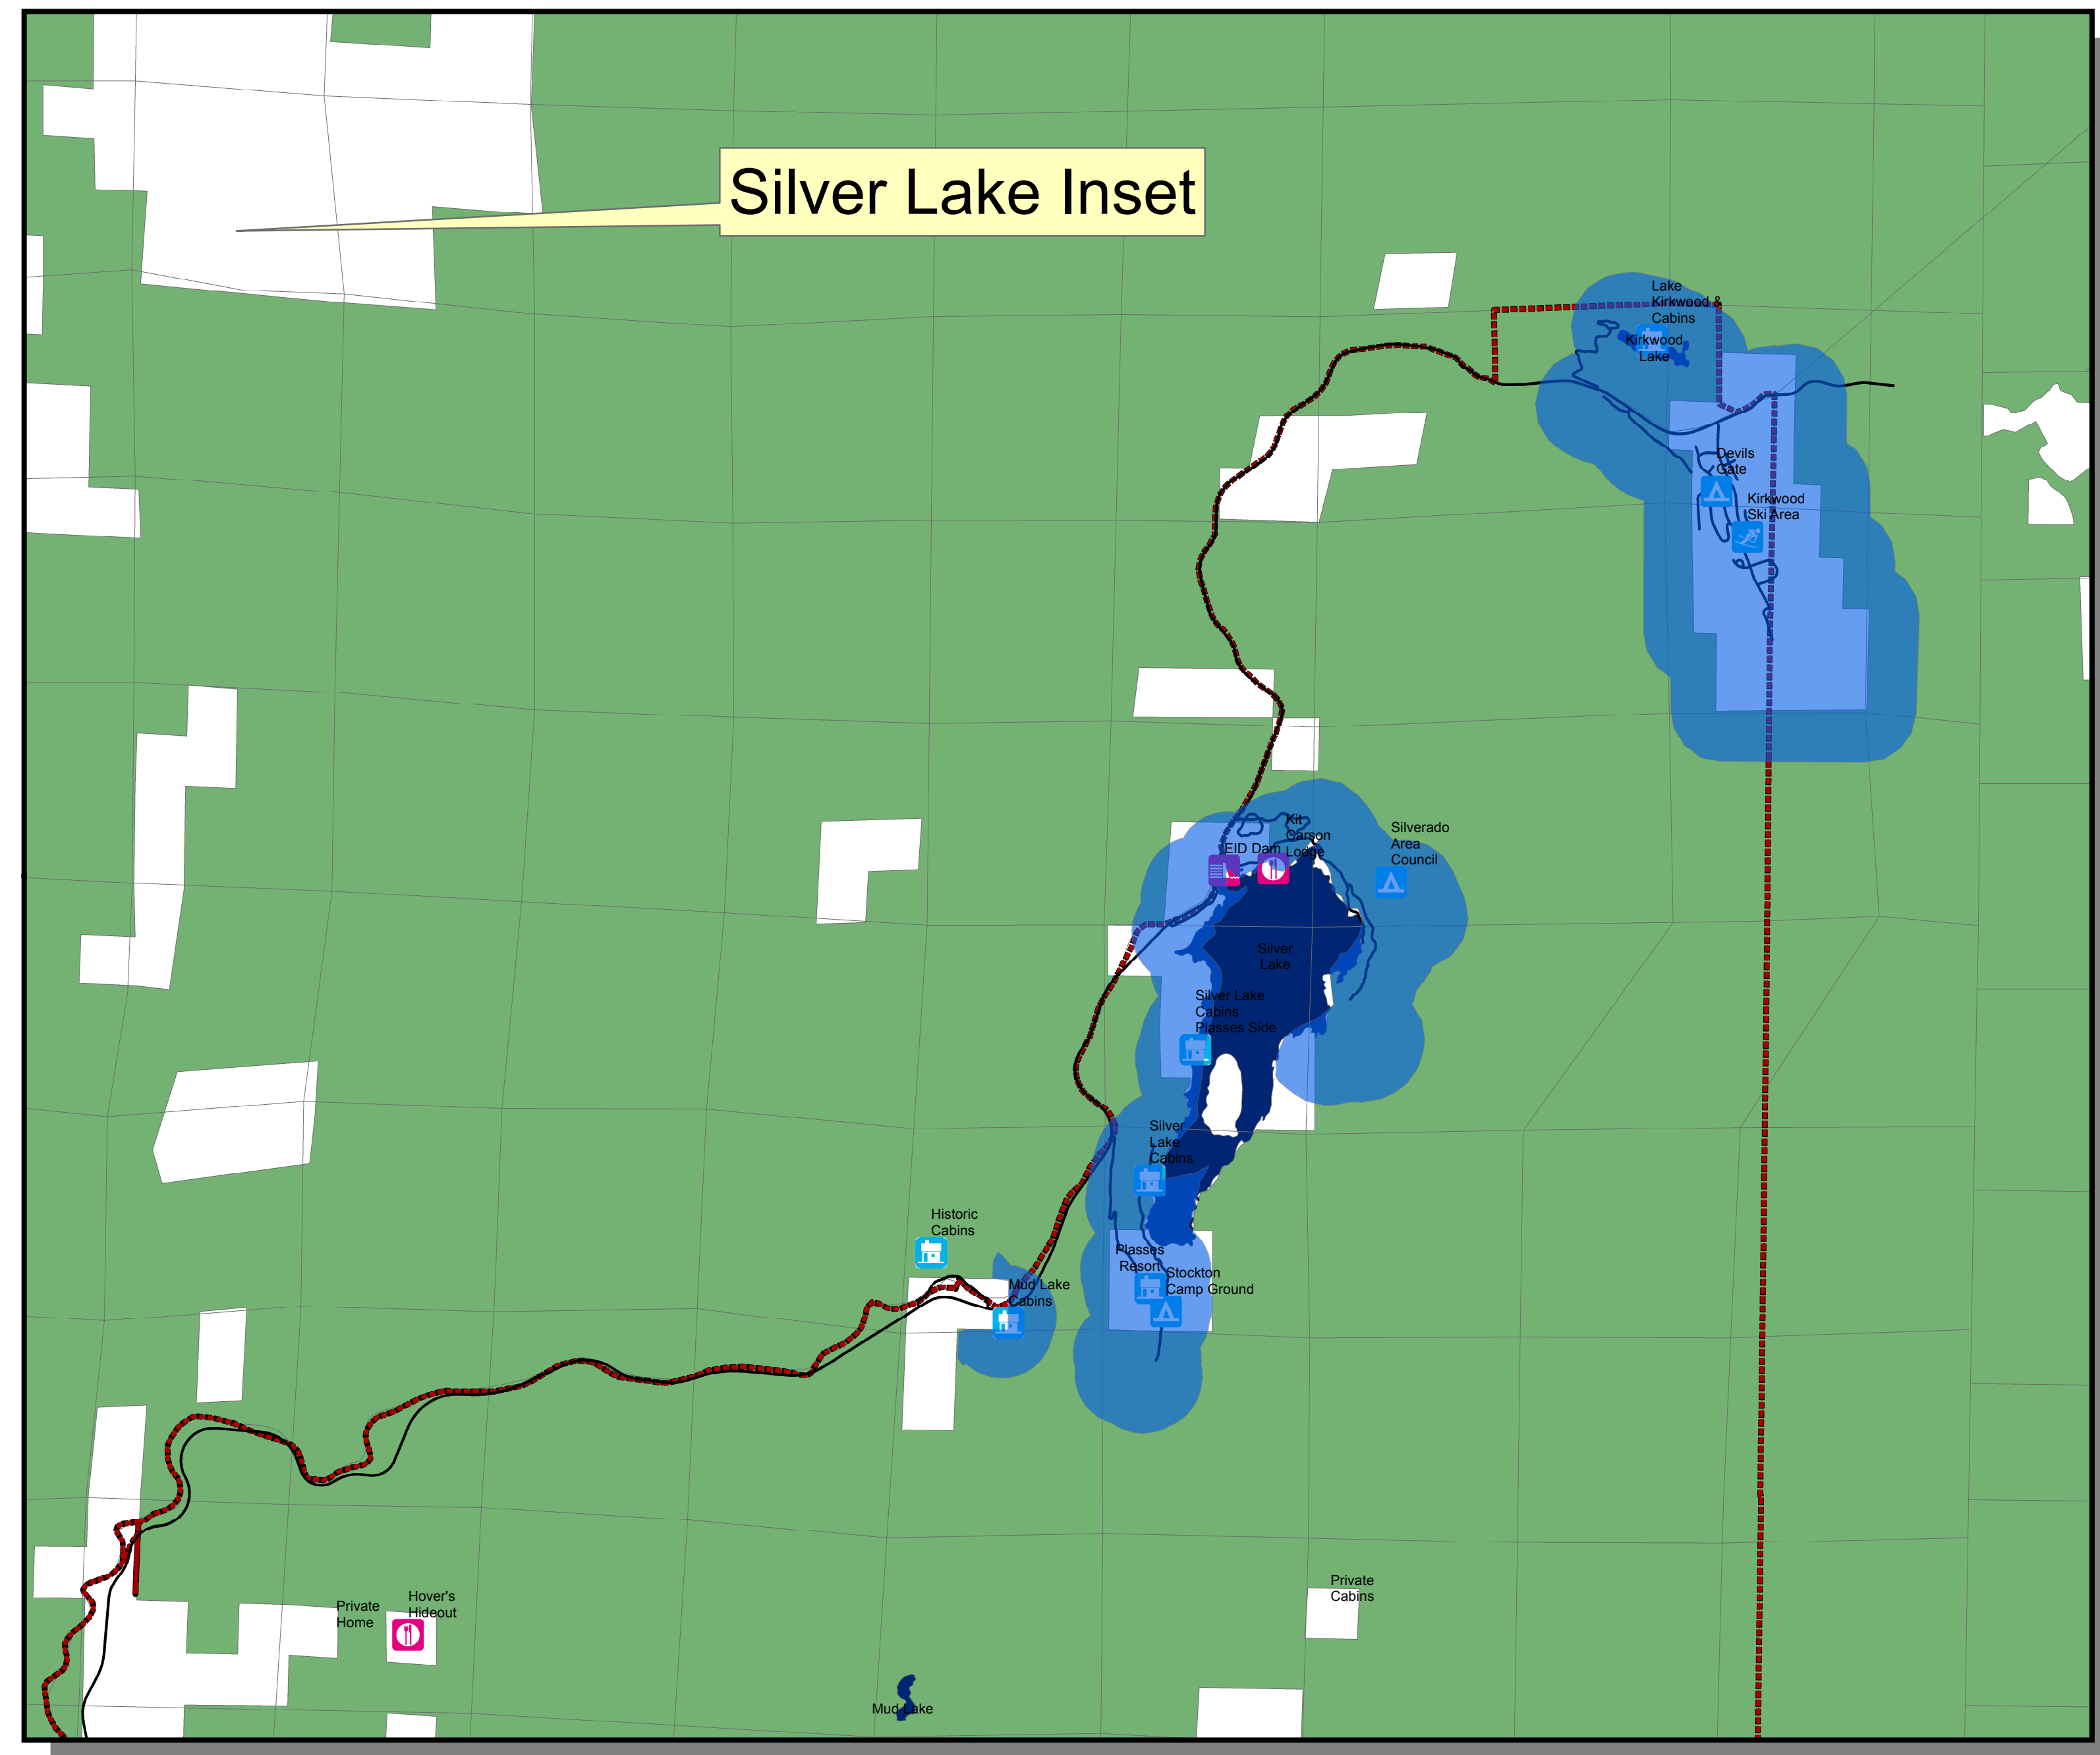 Silver Lake Inset
Lake
Kirkwood &
Cabins
Kirkwood
Lake
Devils
Gate
Kirkwood
Ski Area
Kit
Carson
Lodge
EID Dam
Silverado
Area
Council
Silver
Lake
Silver Lake
Cabins
Plasses Side
Silver
Lake
Cabins
Historic
Cabins
Plasses
Resort
Stockton
Camp Ground
Mud Lake
Cabins
Private
Cabins
Hover's
Hideout
Private
Home
Mud Lake